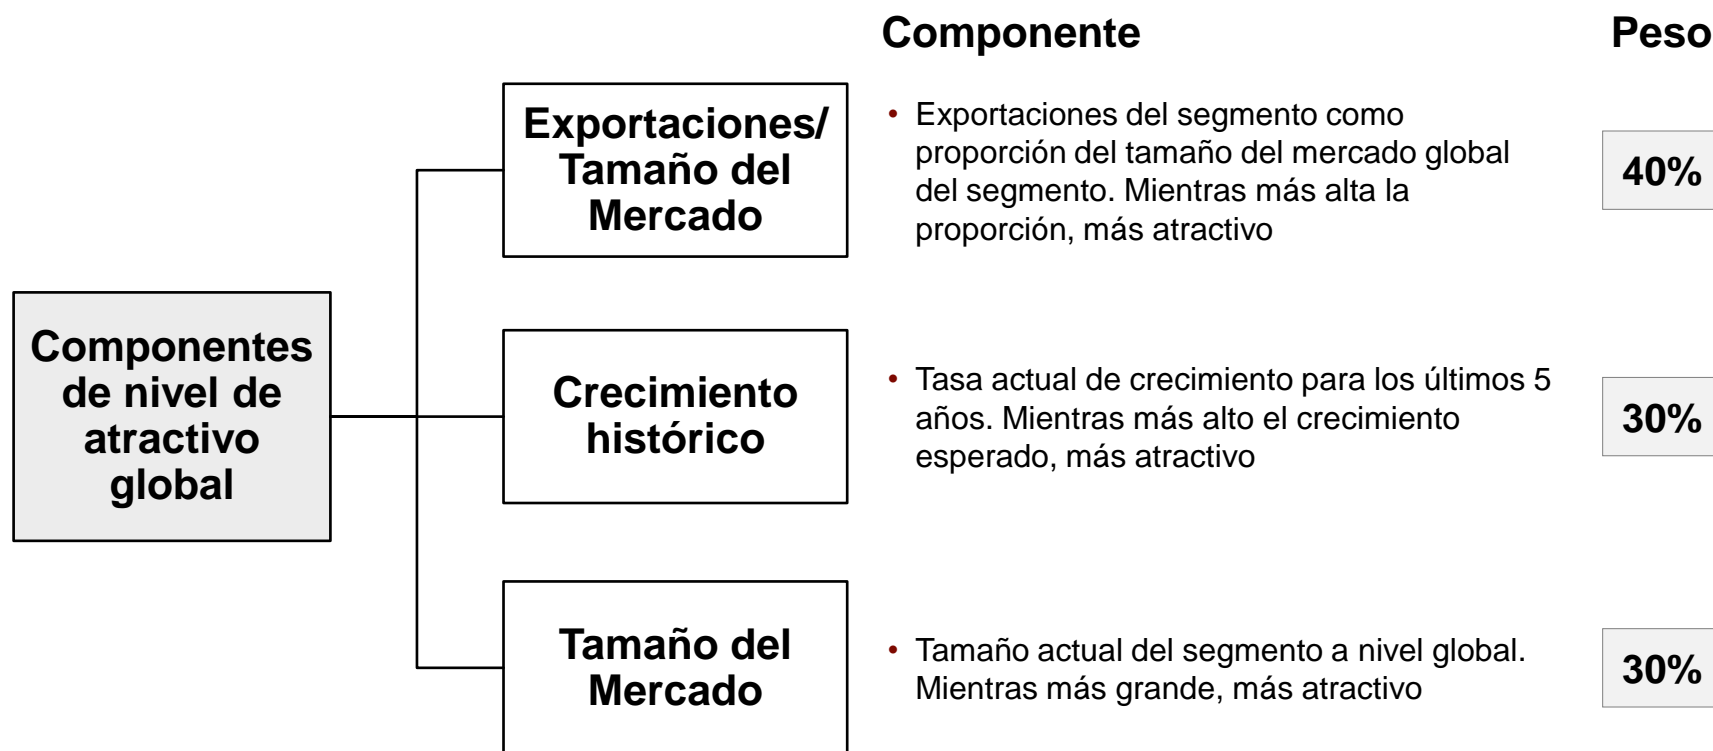 Componente
Peso
Exportaciones/
Tamaño del
Mercado
• Exportaciones del segmento como
proporción del tamaño del mercado global
del segmento. Mientras más alta la
proporción, más atractivo
40%
Componentes
de nivel de
atractivo
global
Crecimiento
histórico
• Tasa actual de crecimiento para los últimos 5
años. Mientras más alto el crecimiento
esperado, más atractivo
30%
Tamaño del
Mercado
• Tamaño actual del segmento a nivel global.
Mientras más grande, más atractivo
30%